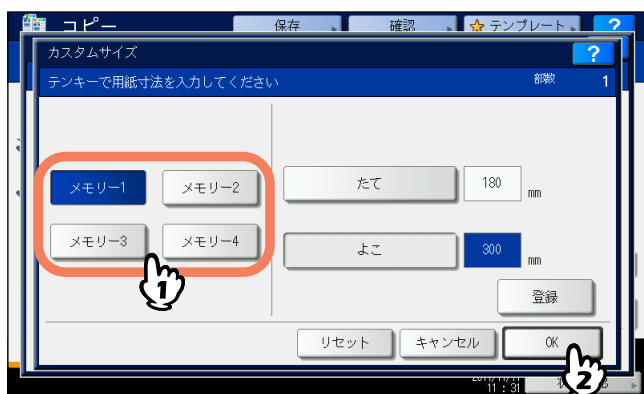 コピー
保存
確認
テンプレート
?
カスタムサイズ
?
テンキーで用紙寸法を入力してください
部数 1
メモリー1
メモリー2
たて
180
mm
メモリー3
メモリー4
よこ
300
mm
1
登録
リセット
キャンセル
OK
2
11:31